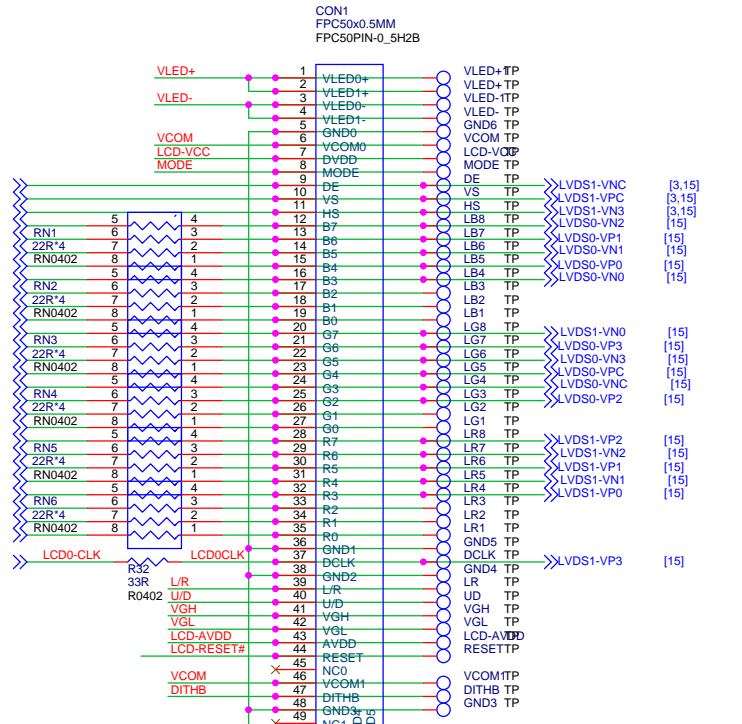 CON1
FPC50x0.5MM
FPC50PIN-0_5H2B
VLED+ 1 VLED0+ VLED+1 TP
2 VLED1+ VLED+ TP
VLED- 3 VLED0- VLED-1 TP
4 VLED1- VLED- TP
5 GND0 GND6 TP
VCOM 6 VCOM0 VCOM TP
LCD-VCC 7 DVDD LCD-VCC TP
MODE 8 MODE MODE TP
9 DE DE TP LVDS1-VNC [3,15]
10 VS VS TP LVDS1-VPC [3,15]
11 HS HS TP LVDS1-VN3 [3,15]
5 4 12 B7 LB8 TP LVDS0-VN2 [15]
RN1 6 3 13 B6 LB7 TP LVDS0-VP1 [15]
22R*4 7 2 14 B5 LB6 TP LVDS0-VN1 [15]
RN0402 8 1 15 B4 LB5 TP LVDS0-VP0 [15]
5 4 16 B3 LB4 TP LVDS0-VN0 [15]
RN2 6 3 17 B2 LB3 TP
22R*4 7 2 18 B1 LB2 TP
RN0402 8 1 19 B0 LB1 TP
5 4 20 G7 LG8 TP LVDS1-VN0 [15]
RN3 6 3 21 G6 LG7 TP LVDS0-VP3 [15]
22R*4 7 2 22 G5 LG6 TP LVDS0-VN3 [15]
RN0402 8 1 23 G4 LG5 TP LVDS0-VPC [15]
5 4 24 G3 LG4 TP LVDS0-VNC [15]
RN4 6 3 25 G2 LG3 TP LVDS0-VP2 [15]
22R*4 7 2 26 G1 LG2 TP
RN0402 8 1 27 G0 LG1 TP
5 4 28 R7 LR8 TP LVDS1-VP2 [15]
RN5 6 3 29 R6 LR7 TP LVDS1-VN2 [15]
22R*4 7 2 30 R5 LR6 TP LVDS1-VP1 [15]
RN0402 8 1 31 R4 LR5 TP LVDS1-VN1 [15]
5 4 32 R3 LR4 TP LVDS1-VP0 [15]
RN6 6 3 33 R2 LR3 TP
22R*4 7 2 34 R1 LR2 TP
RN0402 8 1 35 R0 LR1 TP
36 GND1 GND5 TP
LCD0-CLK LCD0CLK 37 DCLK DCLK TP LVDS1-VP3 [15]
R32 38 GND2 GND4 TP
33R L/R 39 L/R LR TP
R0402 U/D 40 U/D UD TP
VGH 41 VGH VGH TP
VGL 42 VGL VGL TP
LCD-AVDD 43 AVDD LCD-AVDD TP
LCD-RESET# 44 RESET RESET TP
45 NC0
VCOM 46 VCOM1 VCOM1 TP
DITHB 47 DITHB DITHB TP
48 GND3 GND3 TP
49 NC1